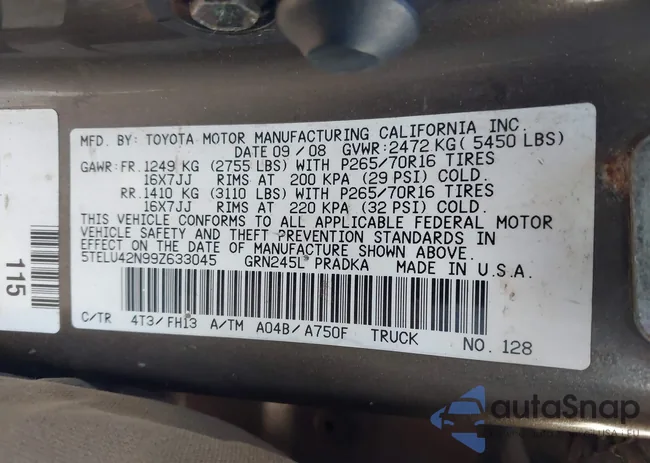 MFD. BY: TOYOTA MOTOR MANUFACTURING CALIFORNIA INC.
DATE 09 / 08 GVWR: 2472 KG ( 5450 LBS)
GAWR: FR. 1249 KG (2755 LBS) WITH P265/70R16 TIRES
16X7JJ RIMS AT 200 KPA (29 PSI) COLD.
RR. 1410 KG (3110 LBS) WITH P265/70R16 TIRES
16X7JJ RIMS AT 220 KPA (32 PSI) COLD.
THIS VEHICLE CONFORMS TO ALL APPLICABLE FEDERAL MOTOR
VEHICLE SAFETY AND THEFT PREVENTION STANDARDS IN
EFFECT ON THE DATE OF MANUFACTURE SHOWN ABOVE.
5TELU42N99Z633045 GRN245L PRADKA MADE IN U.S.A.
C/TR 4T3/ FH13 A/TM A04B/ A750F TRUCK NO. 128
115
autoSnap